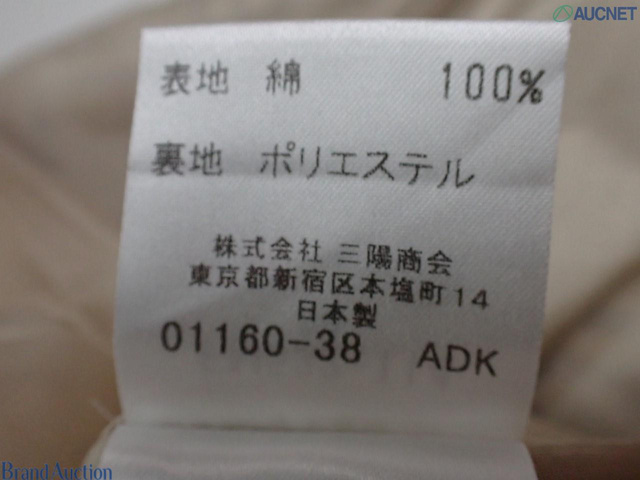 AUCNET
表地 綿 100%
裏地 ポリエステル
株式会社 三陽商会
東京都新宿区本塩町14
日本製
01160-38 ADK
Brand Auction